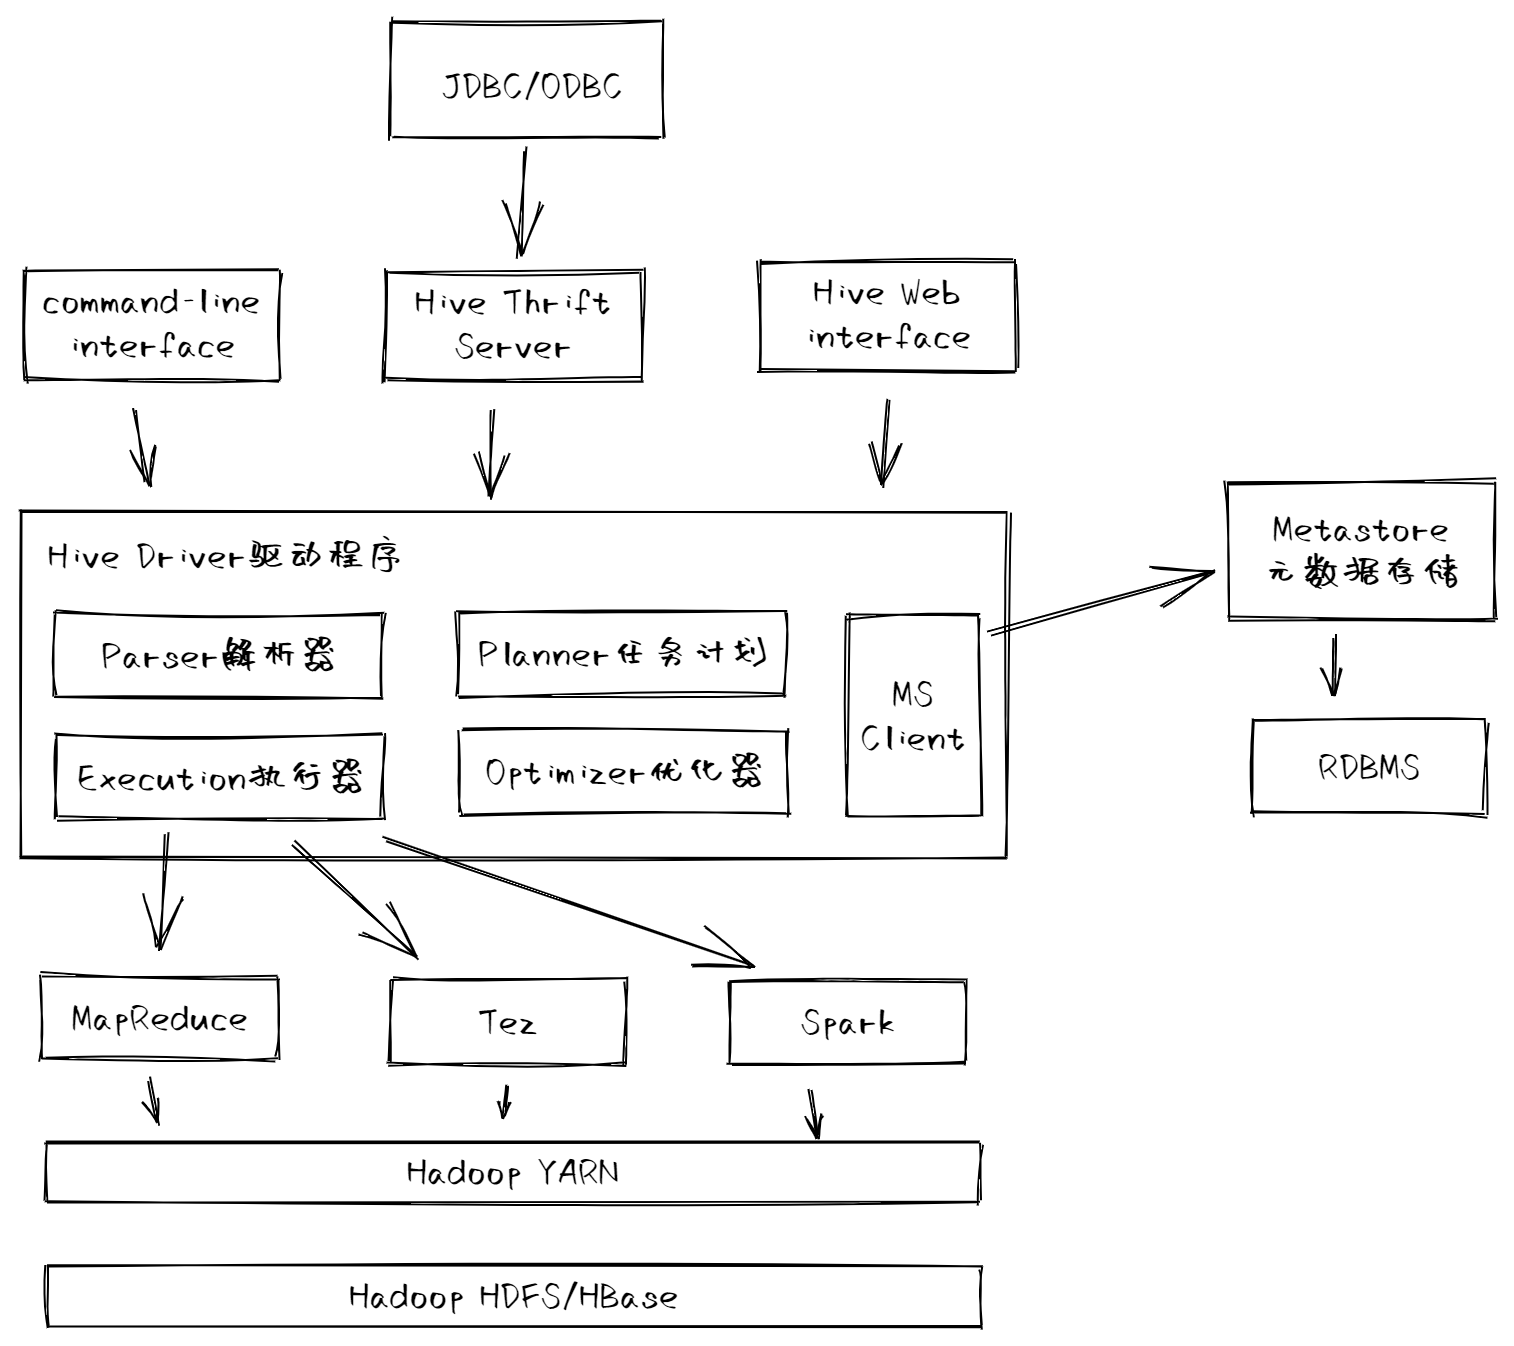 JDBC/ODBC
command-line
interface
Hive Thrift
Server
Hive Web
interface
Hive Driver驱动程序
Parser解析器
Planner任务计划
MS
Client
Execution执行器
Optimizer优化器
Metastore
元数据存储
RDBMS
MapReduce
Tez
Spark
Hadoop YARN
Hadoop HDFS/HBase